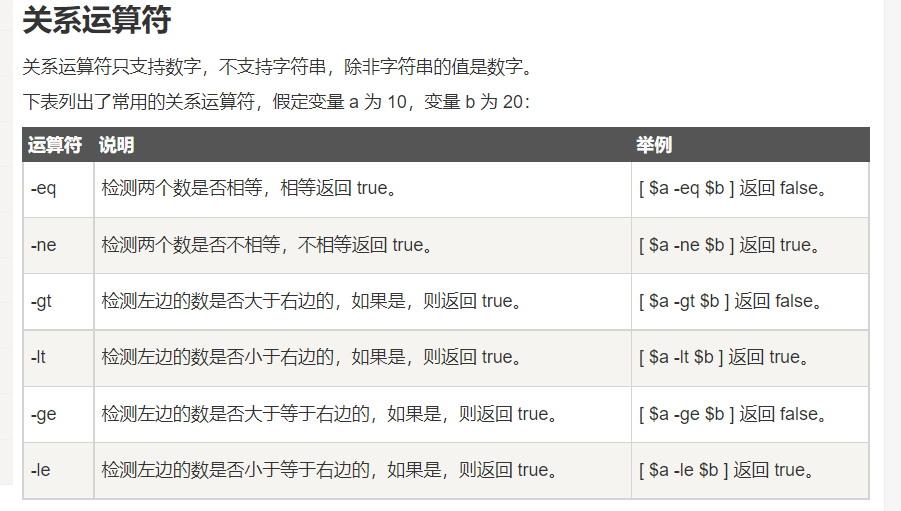 关系运算符
关系运算符只支持数字，不支持字符串，除非字符串的值是数字。
下表列出了常用的关系运算符，假定变量 a 为 10，变量 b 为 20：
运算符 说明 举例
-eq 检测两个数是否相等，相等返回 true。 [ $a -eq $b ] 返回 false。
-ne 检测两个数是否不相等，不相等返回 true。 [ $a -ne $b ] 返回 true。
-gt 检测左边的数是否大于右边的，如果是，则返回 true。 [ $a -gt $b ] 返回 false。
-lt 检测左边的数是否小于右边的，如果是，则返回 true。 [ $a -lt $b ] 返回 true。
-ge 检测左边的数是否大于等于右边的，如果是，则返回 true。 [ $a -ge $b ] 返回 false。
-le 检测左边的数是否小于等于右边的，如果是，则返回 true。 [ $a -le $b ] 返回 true。